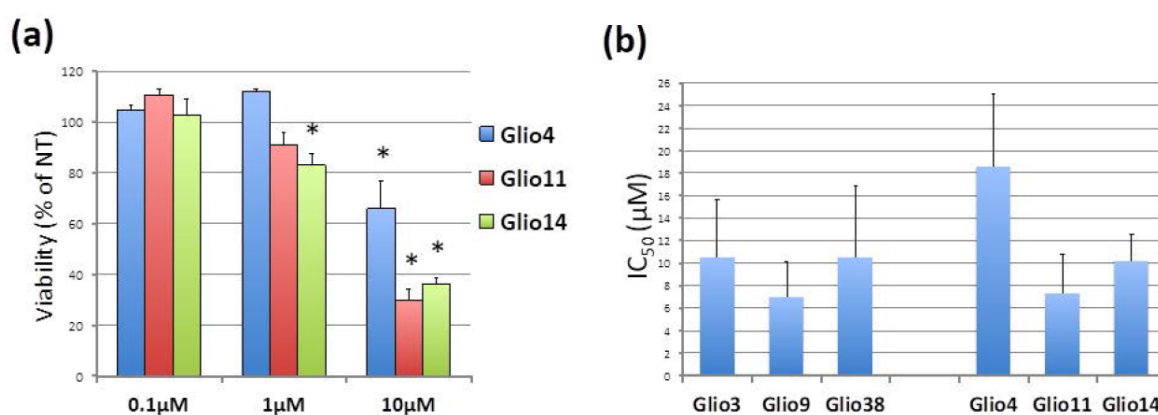 (a)
120
100
80
60
40
20
0
Viability (% of NT)
*
*
*
*
0.1µM 1µM 10µM
Glio4
Glio11
Glio14
(b)
26
24
22
20
18
16
14
12
10
8
6
4
2
0
IC50 (µM)
Glio3 Glio9 Glio38 Glio4 Glio11 Glio14